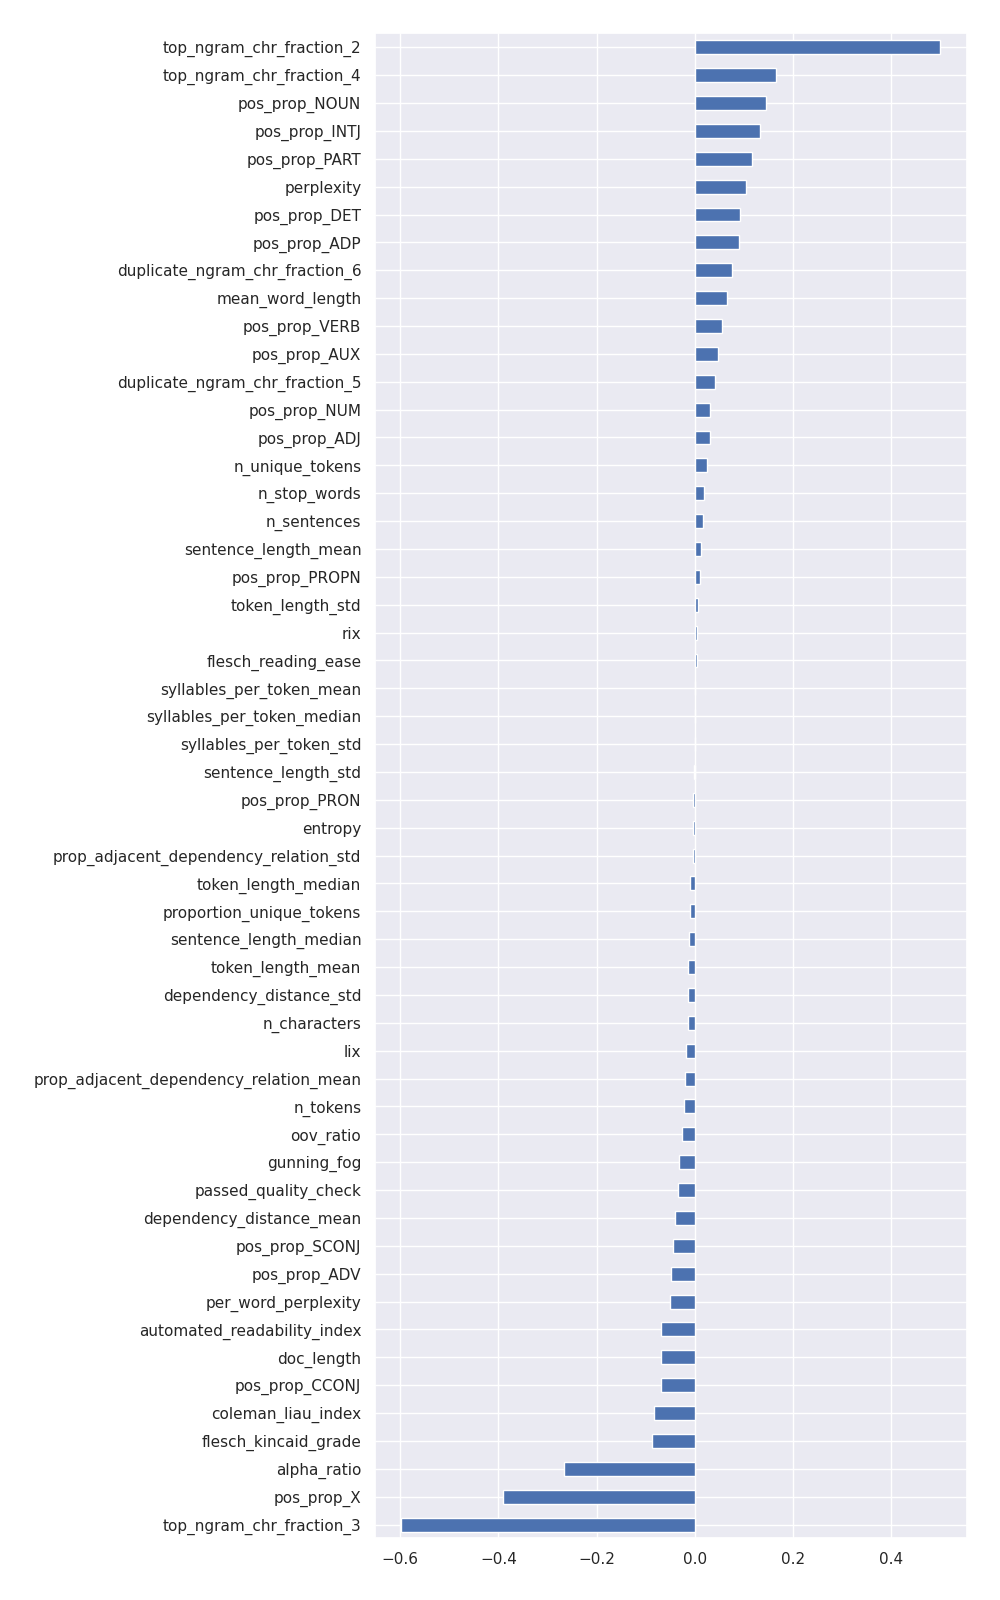 top_ngram_chr_fraction_2
top_ngram_chr_fraction_4
pos_prop_NOUN
pos_prop_INTJ
pos_prop_PART
perplexity
pos_prop_DET
pos_prop_ADP
duplicate_ngram_chr_fraction_6
mean_word_length
pos_prop_VERB
pos_prop_AUX
duplicate_ngram_chr_fraction_5
pos_prop_NUM
pos_prop_ADJ
n_unique_tokens
n_stop_words
n_sentences
sentence_length_mean
pos_prop_PROPN
token_length_std
rix
flesch_reading_ease
syllables_per_token_mean
syllables_per_token_median
syllables_per_token_std
sentence_length_std
pos_prop_PRON
entropy
prop_adjacent_dependency_relation_std
token_length_median
proportion_unique_tokens
sentence_length_median
token_length_mean
dependency_distance_std
n_characters
lix
prop_adjacent_dependency_relation_mean
n_tokens
oov_ratio
gunning_fog
passed_quality_check
dependency_distance_mean
pos_prop_SCONJ
pos_prop_ADV
per_word_perplexity
automated_readability_index
doc_length
pos_prop_CCONJ
coleman_liau_index
flesch_kincaid_grade
alpha_ratio
pos_prop_X
top_ngram_chr_fraction_3
−0.6 −0.4 −0.2 0.0 0.2 0.4